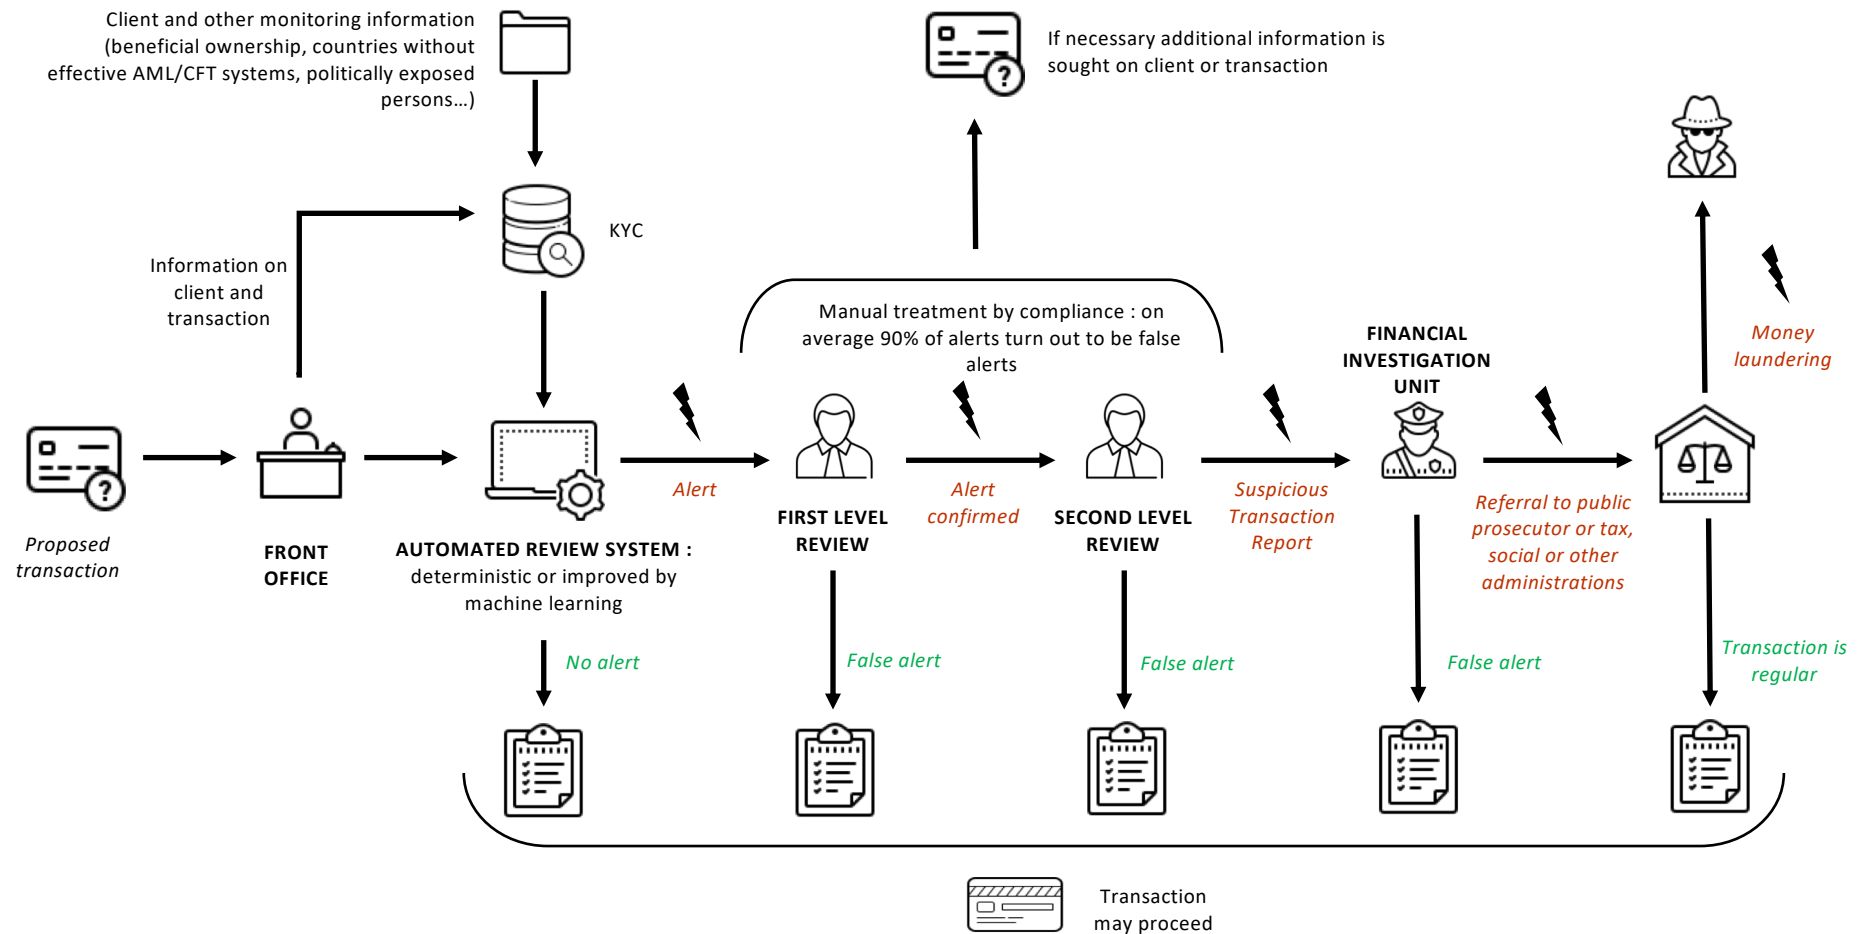 Client and other monitoring information
(beneficial ownership, countries without
effective AML/CFT systems, politically exposed
persons...)
If necessary additional information is
sought on client or transaction
KYC
Information on
client and
transaction
Manual treatment by compliance : on
average 90% of alerts turn out to be false
alerts
FINANCIAL
INVESTIGATION
UNIT
Money
laundering
Proposed
transaction
FRONT
OFFICE
AUTOMATED REVIEW SYSTEM :
deterministic or improved by
machine learning
Alert
FIRST LEVEL
REVIEW
Alert
confirmed
SECOND LEVEL
REVIEW
Suspicious
Transaction
Report
Referral to public
prosecutor or tax,
social or other
administrations
No alert
False alert
False alert
False alert
Transaction is
regular
Transaction
may proceed